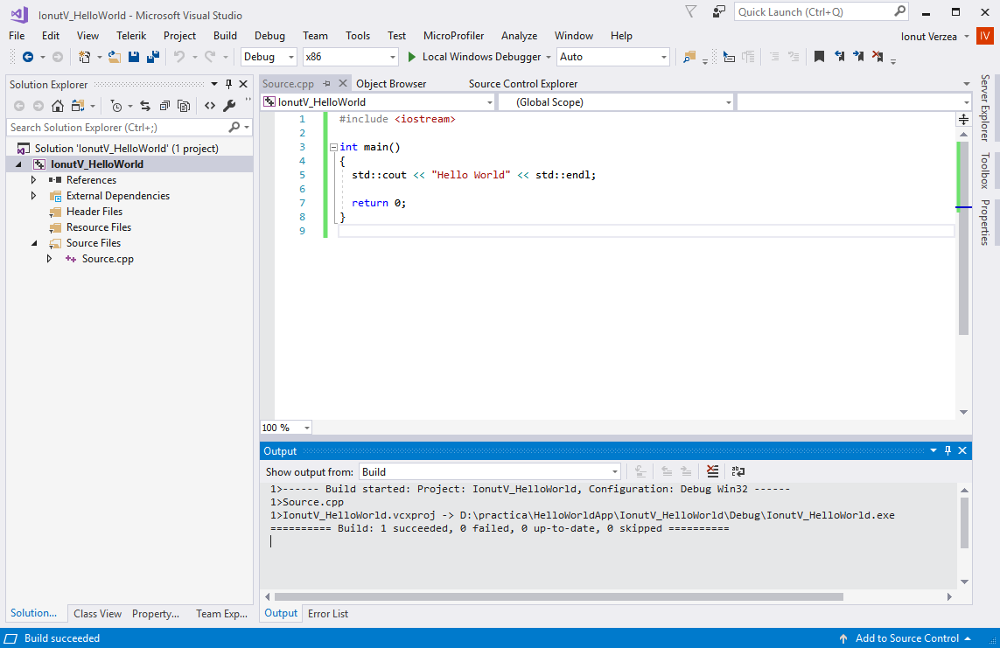 IonutV_HelloWorld - Microsoft Visual Studio
Quick Launch (Ctrl+Q)
File Edit View Telerik Project Build Debug Team Tools Test MicroProfiler Analyze Window Help
Ionut Verzea IV
Debug x86 Local Windows Debugger Auto
Solution Explorer
Search Solution Explorer (Ctrl+;)
Solution 'IonutV_HelloWorld' (1 project)
IonutV_HelloWorld
References
External Dependencies
Header Files
Resource Files
Source Files
Source.cpp
Solution... Class View Property... Team Exp...
Source.cpp Object Browser Source Control Explorer
IonutV_HelloWorld (Global Scope)
1 #include <iostream>
2
3 int main()
4 {
5 std::cout << "Hello World" << std::endl;
6
7 return 0;
8 }
9
100 %
Server Explorer
Toolbox
Properties
Output
Show output from: Build
1>------ Build started: Project: IonutV_HelloWorld, Configuration: Debug Win32 ------
1>Source.cpp
1>IonutV_HelloWorld.vcxproj -> D:\practica\HelloWorldApp\IonutV_HelloWorld\Debug\IonutV_HelloWorld.exe
========== Build: 1 succeeded, 0 failed, 0 up-to-date, 0 skipped ==========
Output Error List
Build succeeded
Add to Source Control